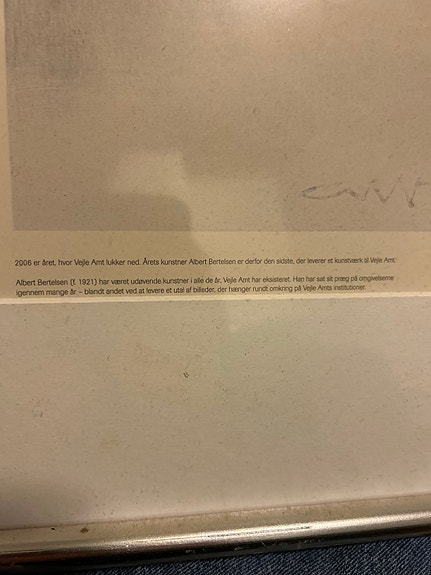 2006 er året, hvor Vejle Amt lukker ned. Årets kunstner Albert Bertelsen er derfor den sidste, der leverer et kunstværk til Vejle Amt.
Albert Bertelsen (f. 1921) har været udøvende kunstner i alle de år, Vejle Amt har eksisteret. Han har sat sit præg på omgivelserne
igennem mange år – blandt andet ved at levere et utal af billeder, der hænger rundt omkring på Vejle Amts institutioner.